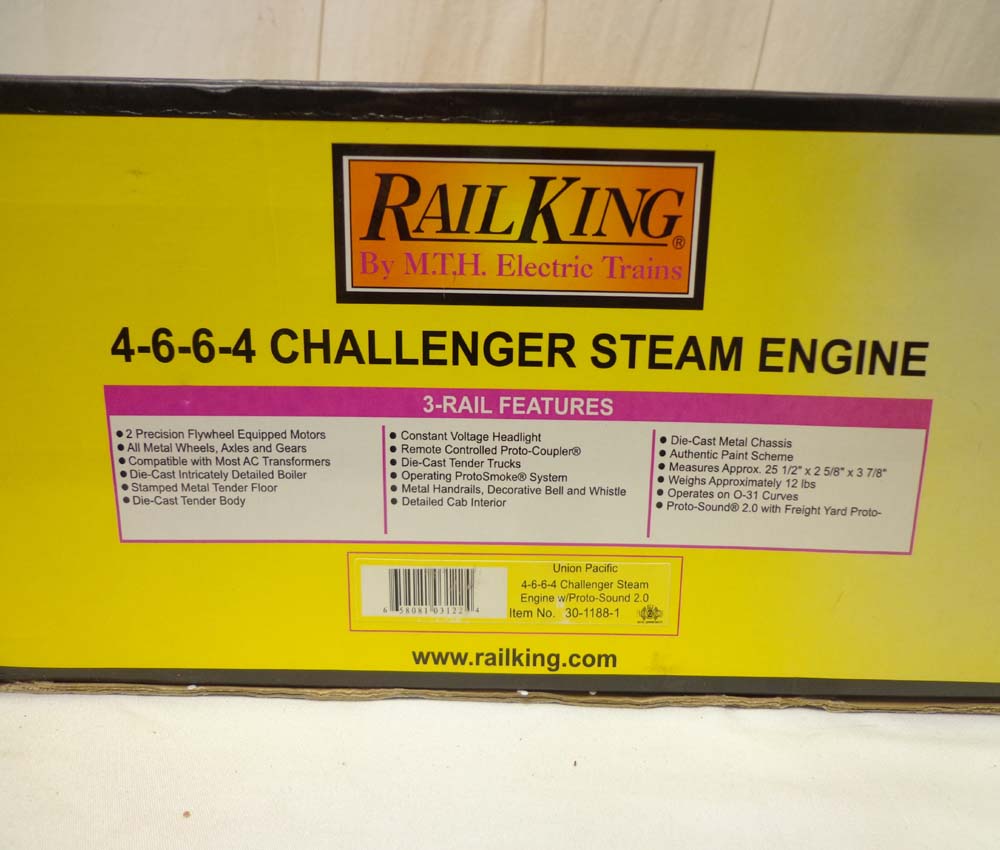 RAILKING®
By M.T.H. Electric Trains
4-6-6-4 CHALLENGER STEAM ENGINE
3-RAIL FEATURES
● 2 Precision Flywheel Equipped Motors
● All Metal Wheels, Axles and Gears
● Compatible with Most AC Transformers
● Die-Cast Intricately Detailed Boiler
● Stamped Metal Tender Floor
● Die-Cast Tender Body
● Constant Voltage Headlight
● Remote Controlled Proto-Coupler®
● Die-Cast Tender Trucks
● Operating ProtoSmoke® System
● Metal Handrails, Decorative Bell and Whistle
● Detailed Cab Interior
● Die-Cast Metal Chassis
● Authentic Paint Scheme
● Measures Approx. 25 1/2" x 2 5/8" x 3 7/8"
● Weighs Approximately 12 lbs
● Operates on O-31 Curves
● Proto-Sound® 2.0 with Freight Yard Proto-
6 58081 03122 4
Union Pacific
4-6-6-4 Challenger Steam
Engine w/Proto-Sound 2.0
Item No. 30-1188-1
www.railking.com